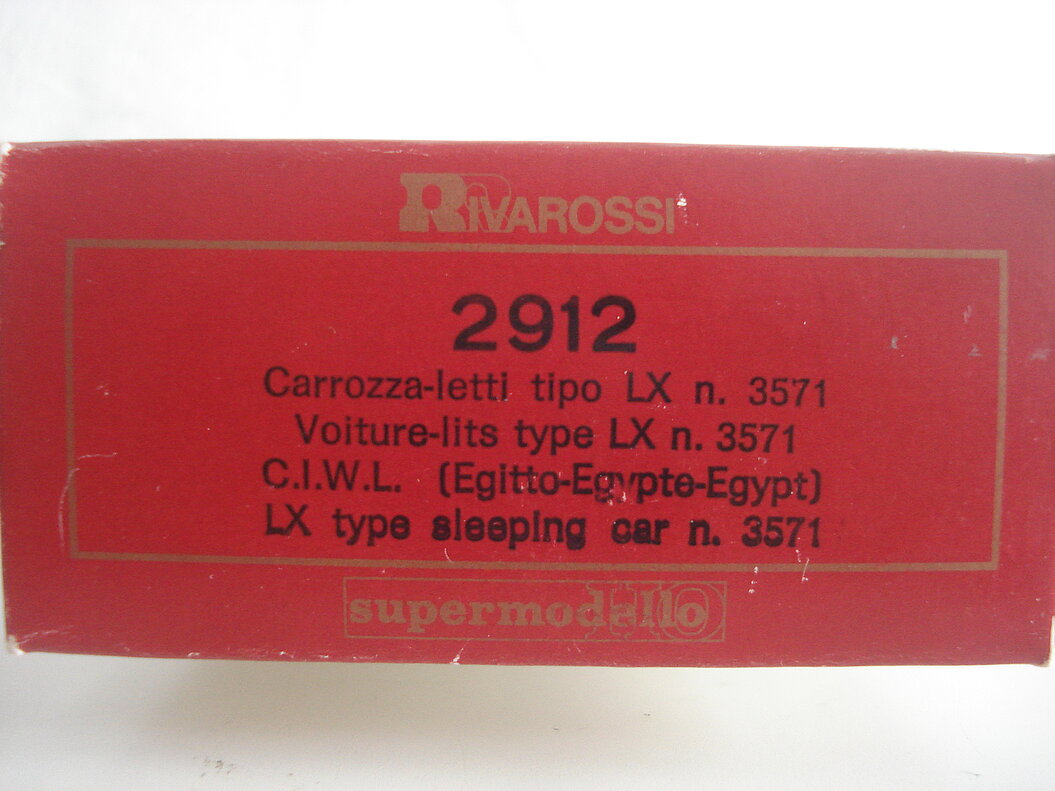 RIVAROSSI
2912
Carrozza-letti tipo LX n. 3571
Voiture-lits type LX n. 3571
C.I.W.L. (Egitto-Egypte-Egypt)
LX type sleeping car n. 3571
supermodello